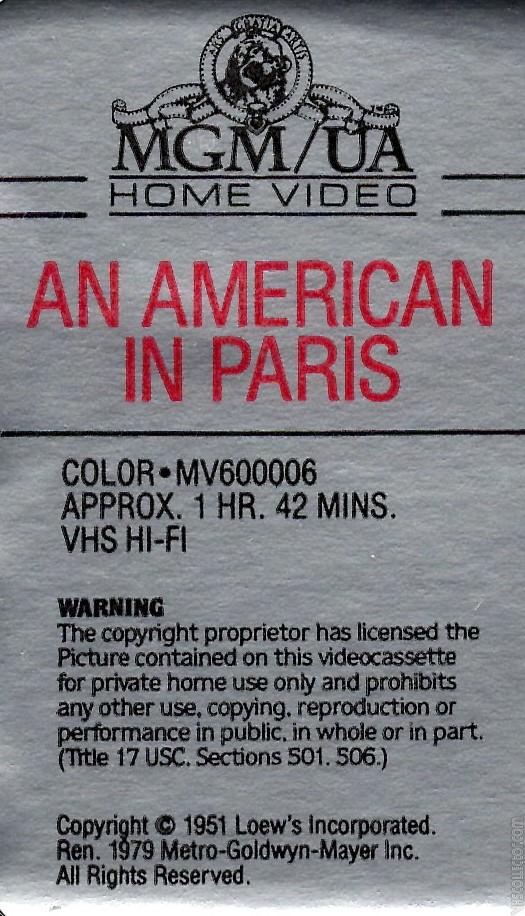 ARS GRATIA ARTIS
MGM/UA
HOME VIDEO
AN AMERICAN
IN PARIS
COLOR•MV600006
APPROX. 1 HR. 42 MINS.
VHS HI-FI
WARNING
The copyright proprietor has licensed the
Picture contained on this videocassette
for private home use only and prohibits
any other use, copying, reproduction or
performance in public, in whole or in part.
(Title 17 USC. Sections 501. 506.)
Copyright © 1951 Loew's Incorporated.
Ren. 1979 Metro-Goldwyn-Mayer Inc.
All Rights Reserved.